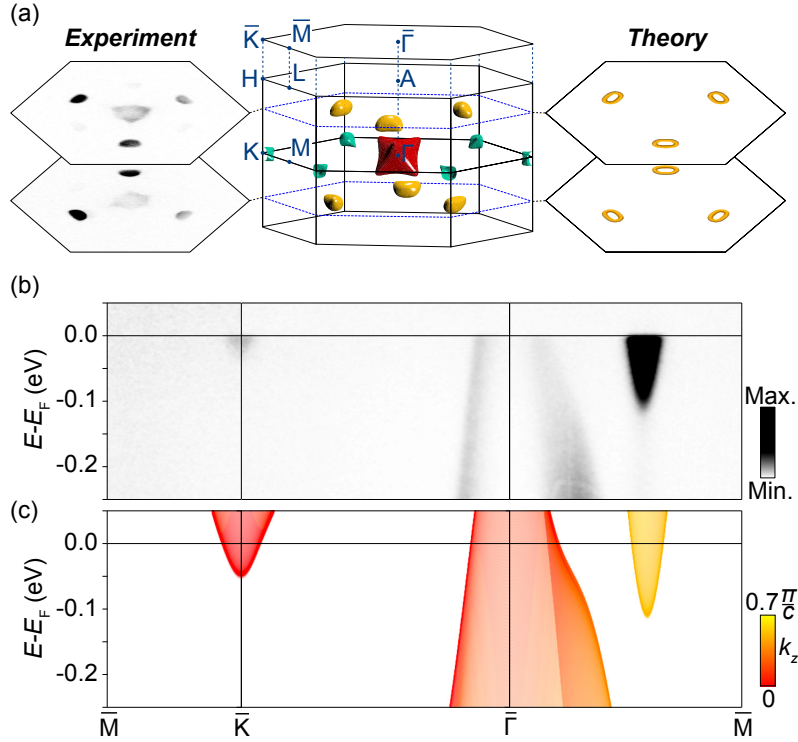 (a)
Experiment
K̅ M̅ Γ̅
Theory
H L A
K M Γ
(b)
0.0
-0.1
-0.2
E-E_F (eV)
Max.
Min.
(c)
0.0
-0.1
-0.2
E-E_F (eV)
0.7 π/c
k_z
0
M̅ K̅ Γ̅ M̅